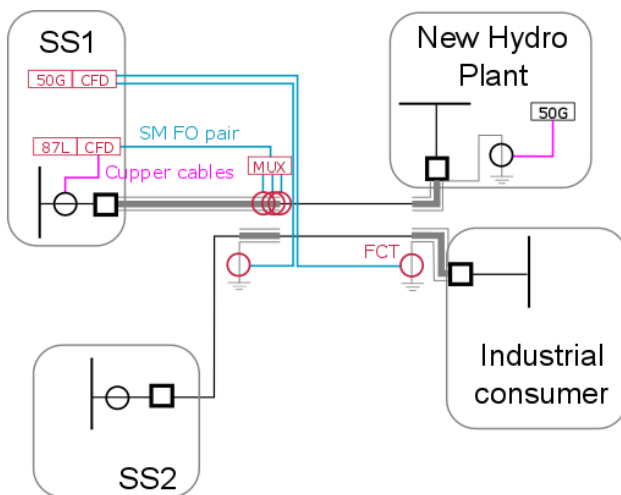 SS1
50G CFD
87L CFD
SM FO pair
Cupper cables
MUX
New Hydro
Plant
50G
FCT
Industrial
consumer
SS2